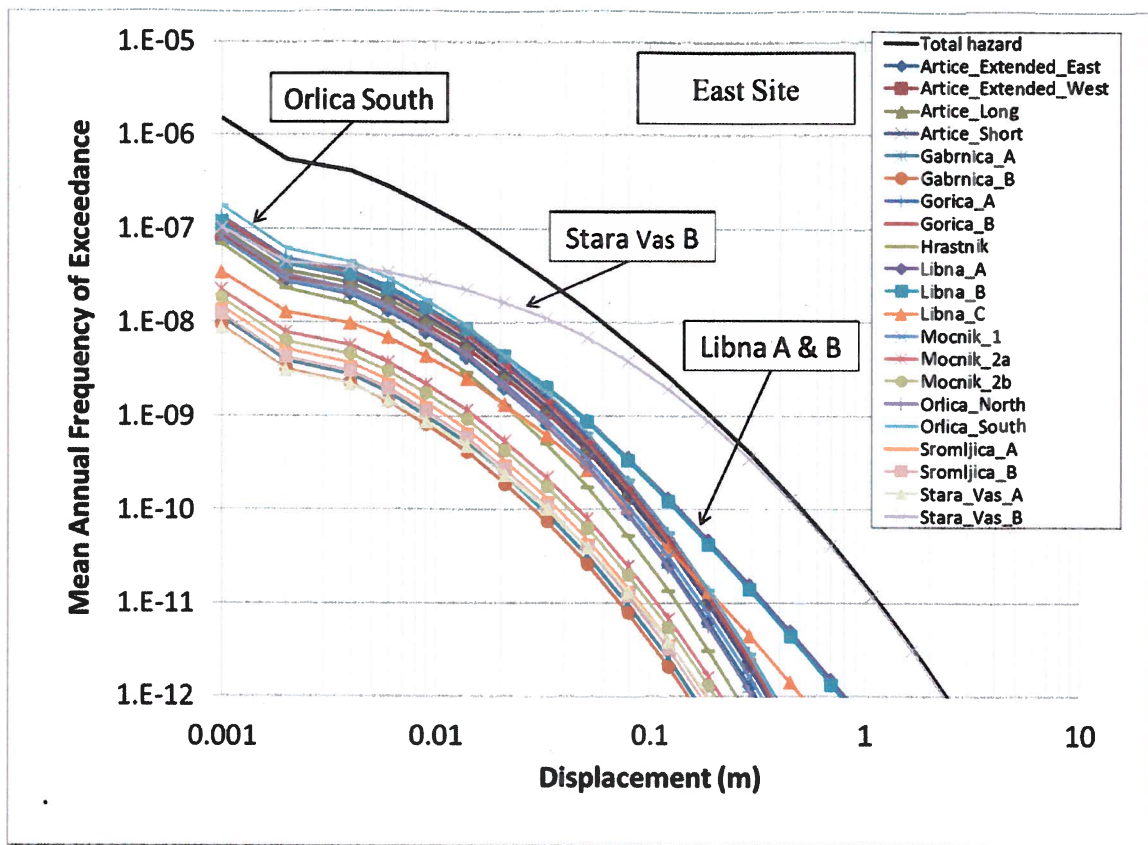 1.E-05
1.E-06
1.E-07
1.E-08
1.E-09
1.E-10
1.E-11
1.E-12
Mean Annual Frequency of Exceedance
0.001
0.01
0.1
1
10
Displacement (m)
Orlica South
East Site
Stara Vas B
Libna A & B
Total hazard
Artice_Extended_East
Artice_Extended_West
Artice_Long
Artice_Short
Gabrnica_A
Gabrnica_B
Gorica_A
Gorica_B
Hrastnik
Libna_A
Libna_B
Libna_C
Mocnik_1
Mocnik_2a
Mocnik_2b
Orlica_North
Orlica_South
Sromljica_A
Sromljica_B
Stara_Vas_A
Stara_Vas_B